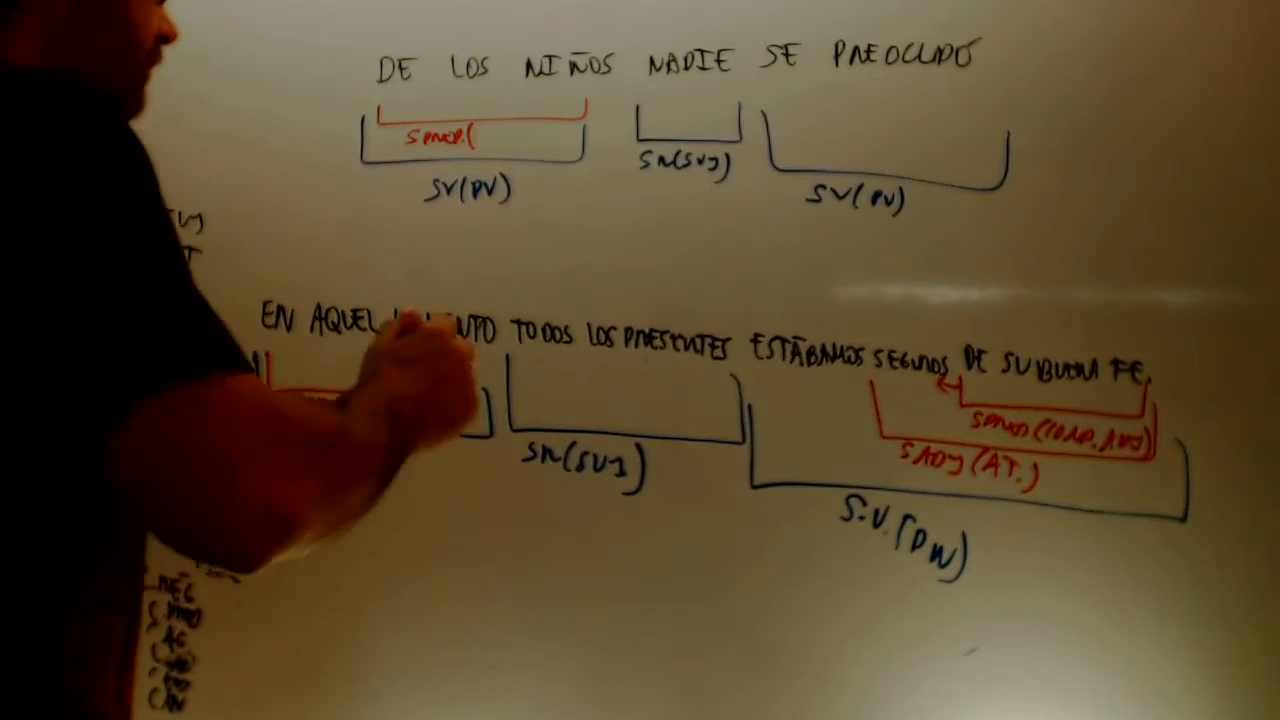 DE LOS NIÑOS NADIE SE PREOCUPÓ
SPREP.(
SN(SUJ)
SV(PV)
SV(PV)
EN AQUEL TODOS LOS PRESENTES ESTÁBAMOS SEGUROS DE SU BUENA FE.
SPREP(COMP. ADJ)
SADJ(AT.)
SN(SUJ)
S.V.(PN)